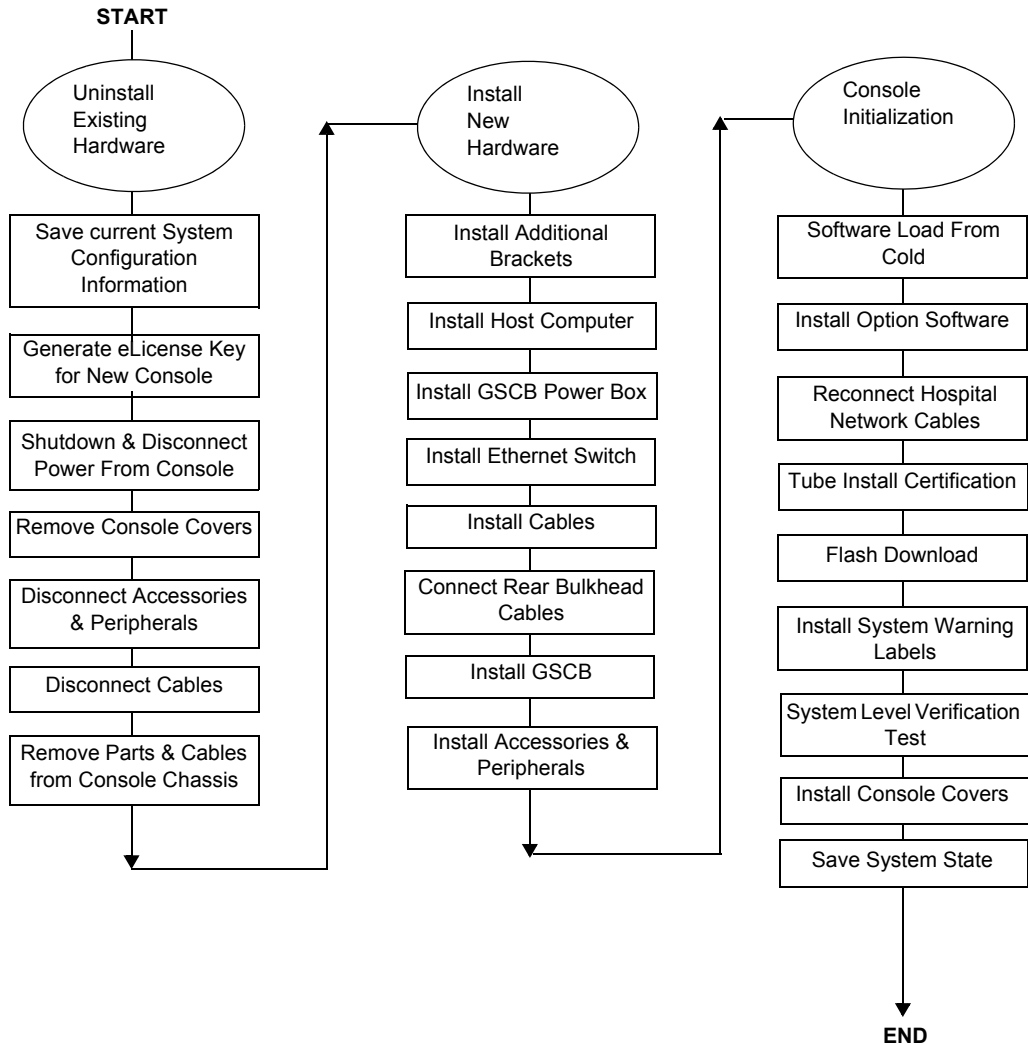 START
Uninstall
Existing
Hardware
Save current System
Configuration
Information
Generate eLicense Key
for New Console
Shutdown & Disconnect
Power From Console
Remove Console Covers
Disconnect Accessories
& Peripherals
Disconnect Cables
Remove Parts & Cables
from Console Chassis
Install
New
Hardware
Install Additional
Brackets
Install Host Computer
Install GSCB Power Box
Install Ethernet Switch
Install Cables
Connect Rear Bulkhead
Cables
Install GSCB
Install Accessories &
Peripherals
Console
Initialization
Software Load From
Cold
Install Option Software
Reconnect Hospital
Network Cables
Tube Install Certification
Flash Download
Install System Warning
Labels
System Level Verification
Test
Install Console Covers
Save System State
END